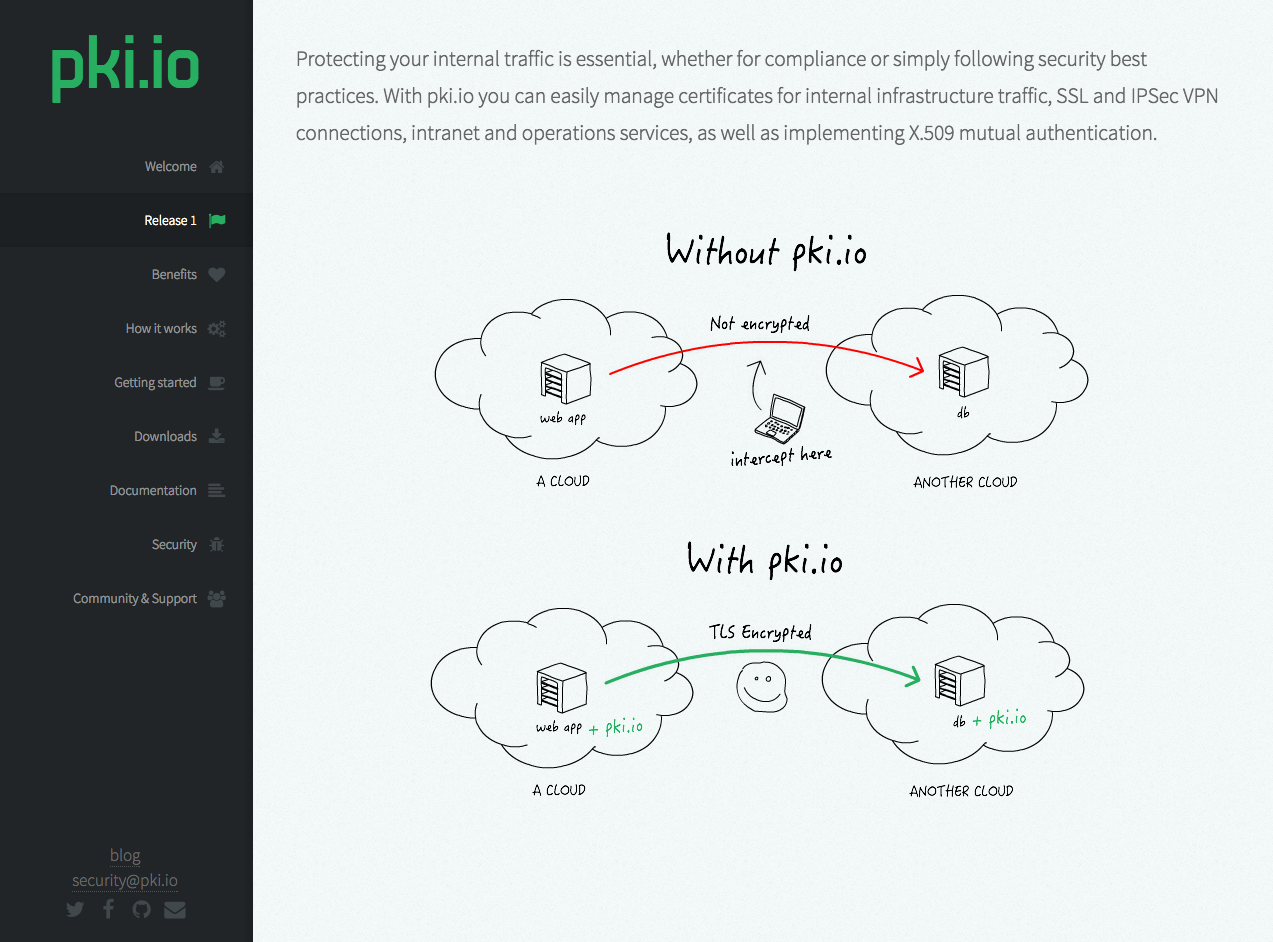 pki.io
Welcome
Release 1
Benefits
How it works
Getting started
Downloads
Documentation
Security
Community & Support
blog
security@pki.io
Protecting your internal traffic is essential, whether for compliance or simply following security best
practices. With pki.io you can easily manage certificates for internal infrastructure traffic, SSL and IPSec VPN
connections, intranet and operations services, as well as implementing X.509 mutual authentication.
Without pki.io
Not encrypted
web app
db
intercept here
A CLOUD
ANOTHER CLOUD
With pki.io
TLS Encrypted
web app + pki.io
db + pki.io
A CLOUD
ANOTHER CLOUD